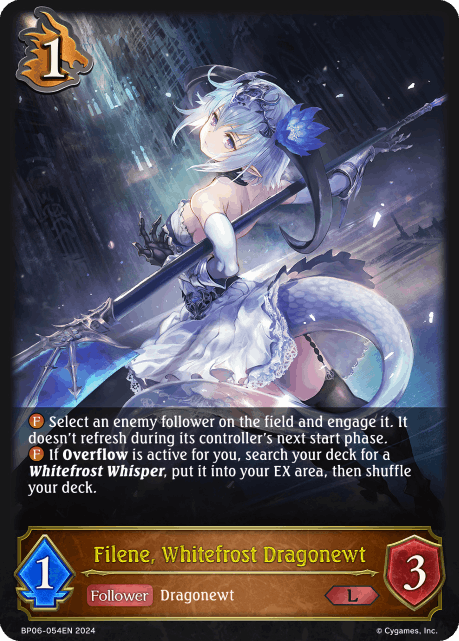 1
F Select an enemy follower on the field and engage it. It
doesn't refresh during its controller's next start phase.
F If Overflow is active for you, search your deck for a
Whitefrost Whisper, put it into your EX area, then shuffle
your deck.
Filene, Whitefrost Dragonewt
1
Follower Dragonewt
L
3
BP06-054EN 2024
© Cygames, Inc.